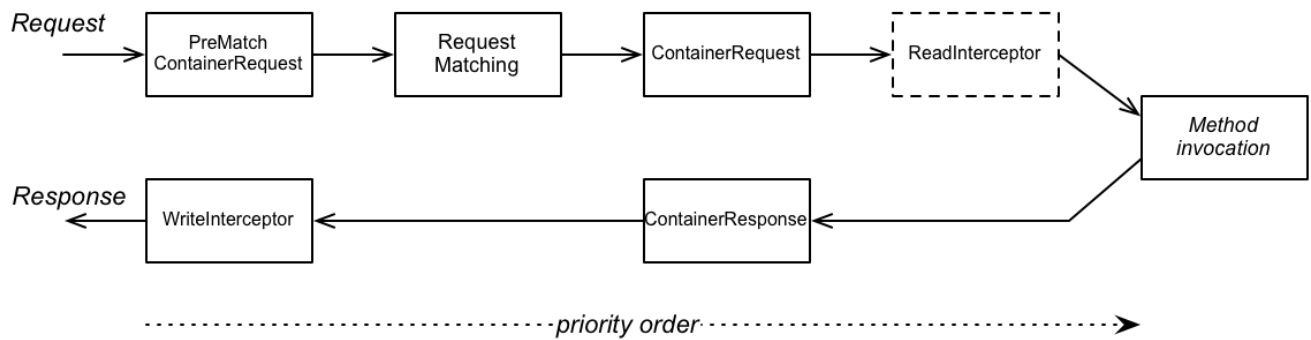 Request
PreMatch
ContainerRequest
Request
Matching
ContainerRequest
ReadInterceptor
Method
invocation
Response
WriteInterceptor
ContainerResponse
priority order